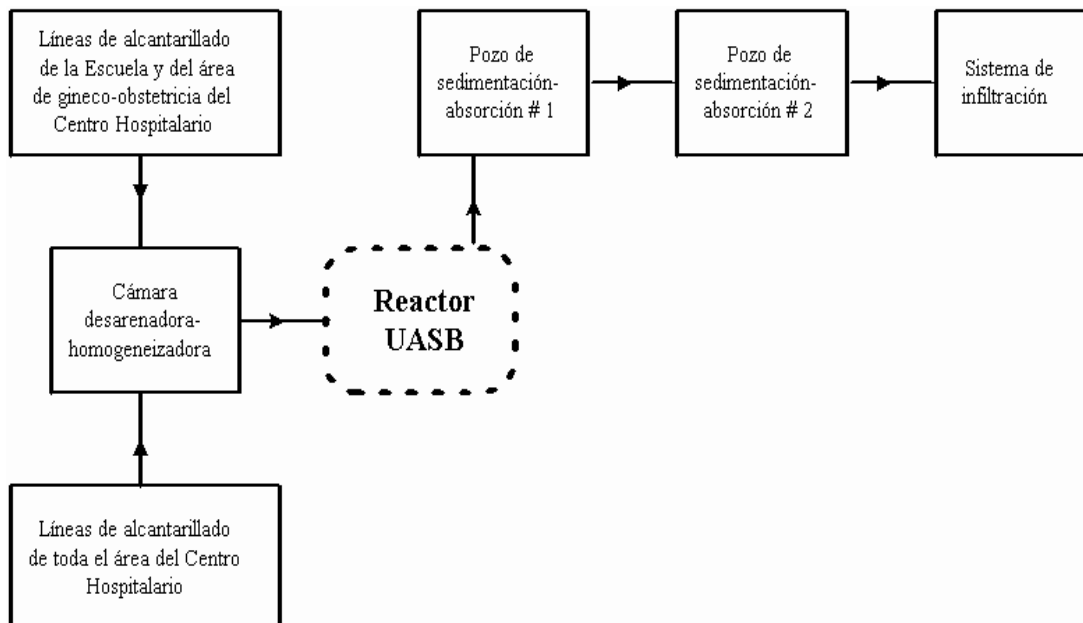 Líneas de alcantarillado
de la Escuela y del área
de gineco-obstetricia del
Centro Hospitalario
Pozo de
sedimentación-
absorción # 1
Pozo de
sedimentación-
absorción # 2
Sistema de
infiltración
Cámara
desarenadora-
homogeneizadora
Reactor
UASB
Líneas de alcantarillado
de toda el área del Centro
Hospitalario